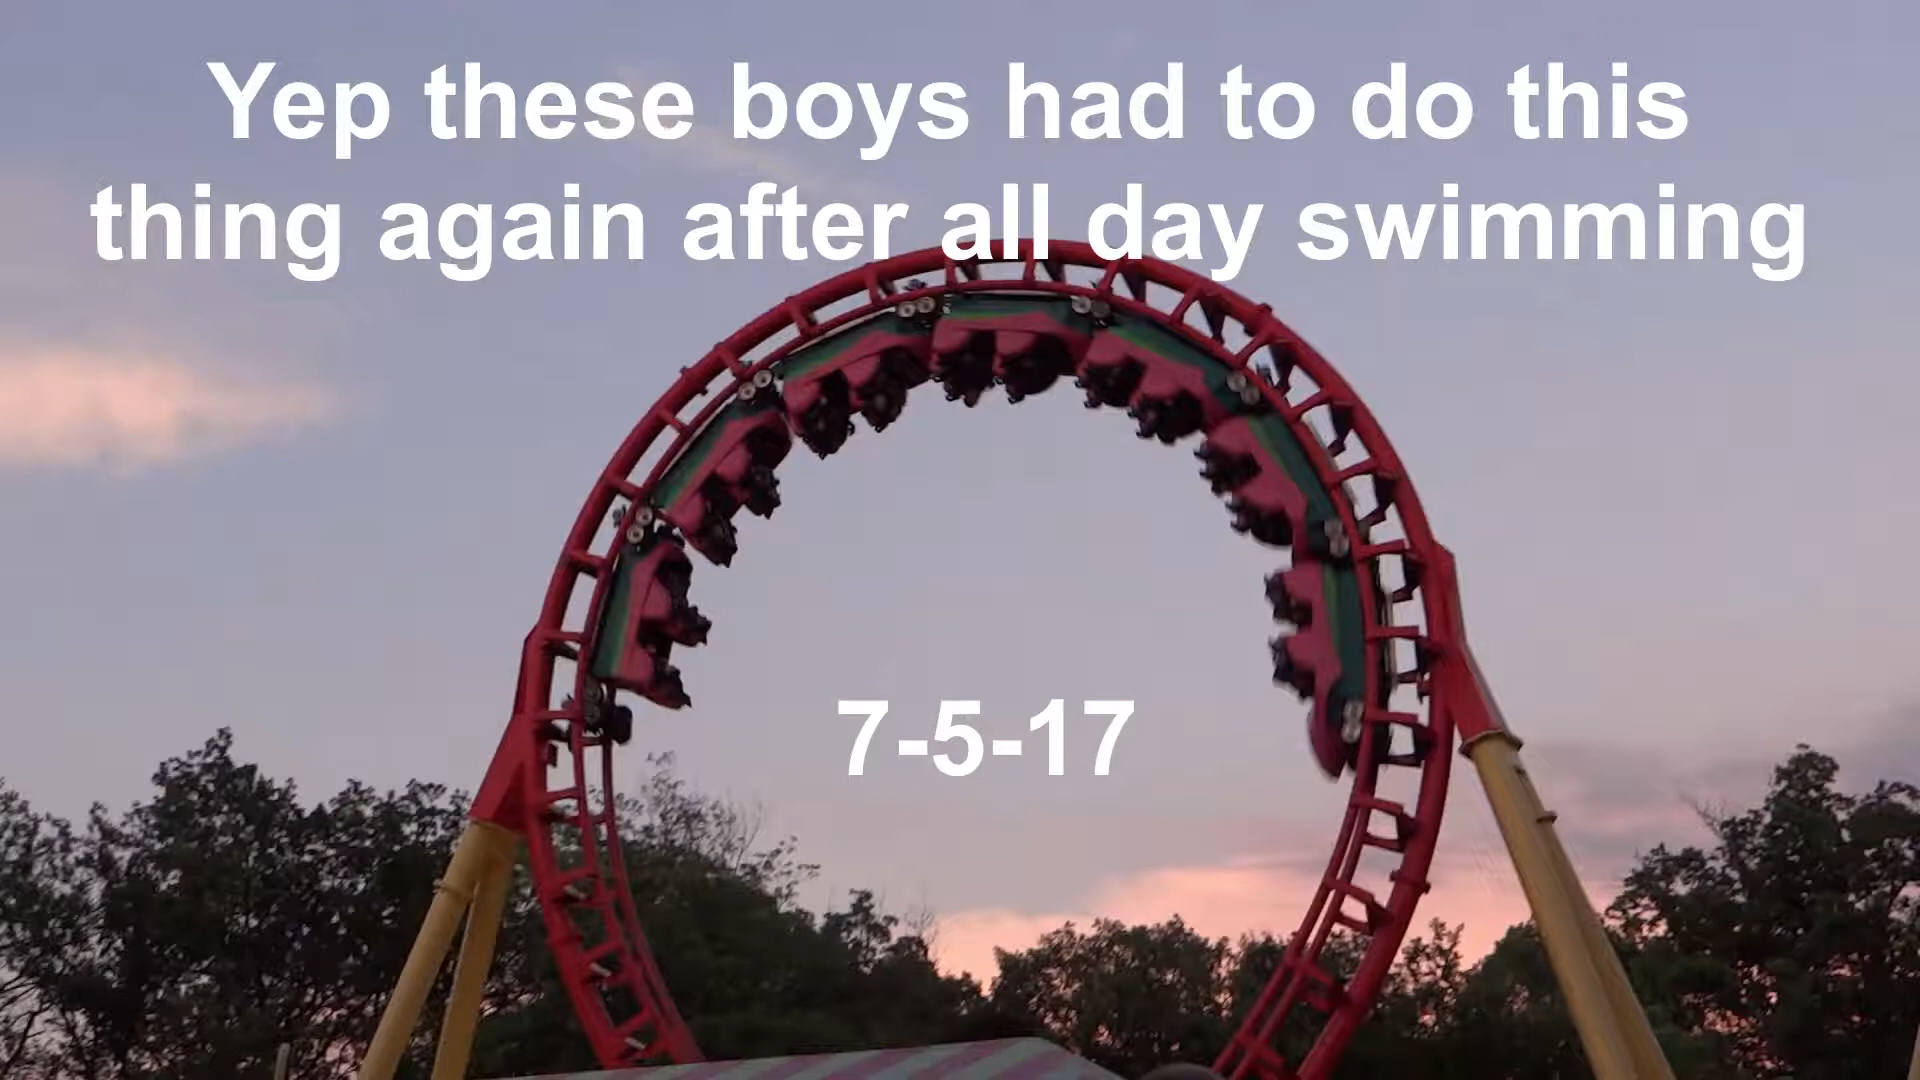 Yep these boys had to do this
thing again after all day swimming
7-5-17